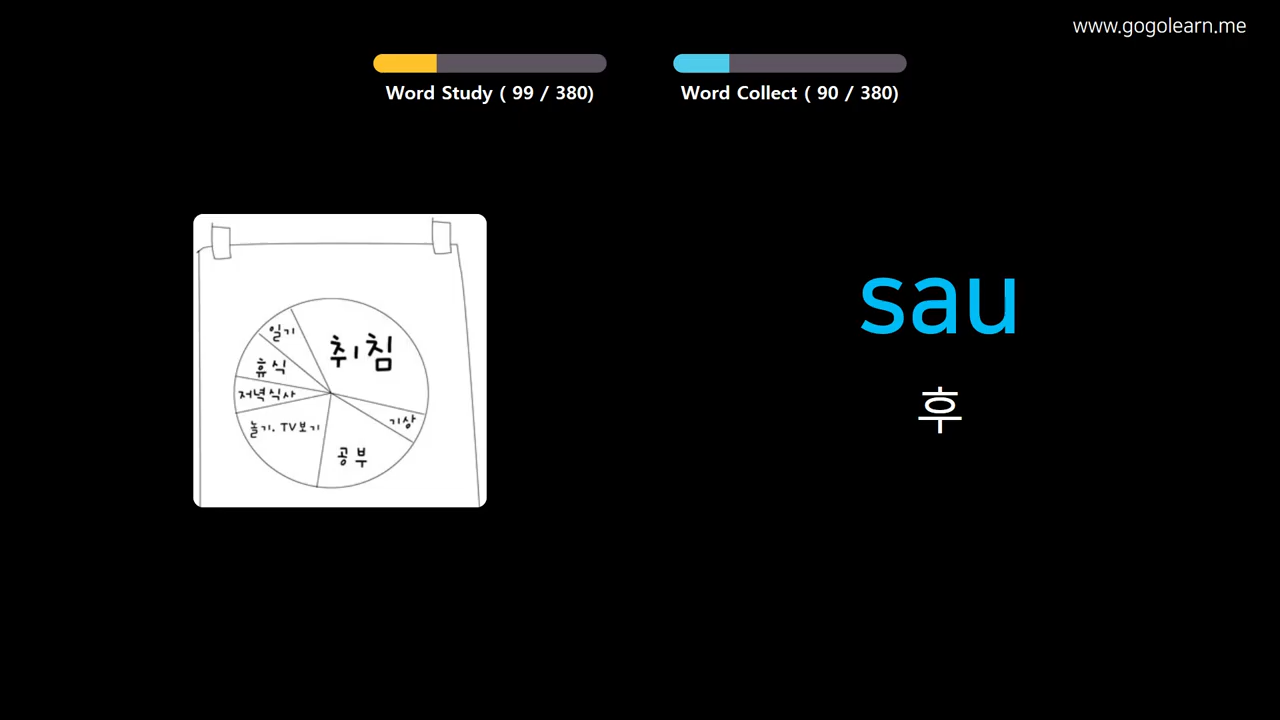 www.gogolearn.me
Word Study ( 99 / 380)
Word Collect ( 90 / 380)
일기
취침
휴식
저녁식사
기상
놀기. TV보기
공부
sau
후